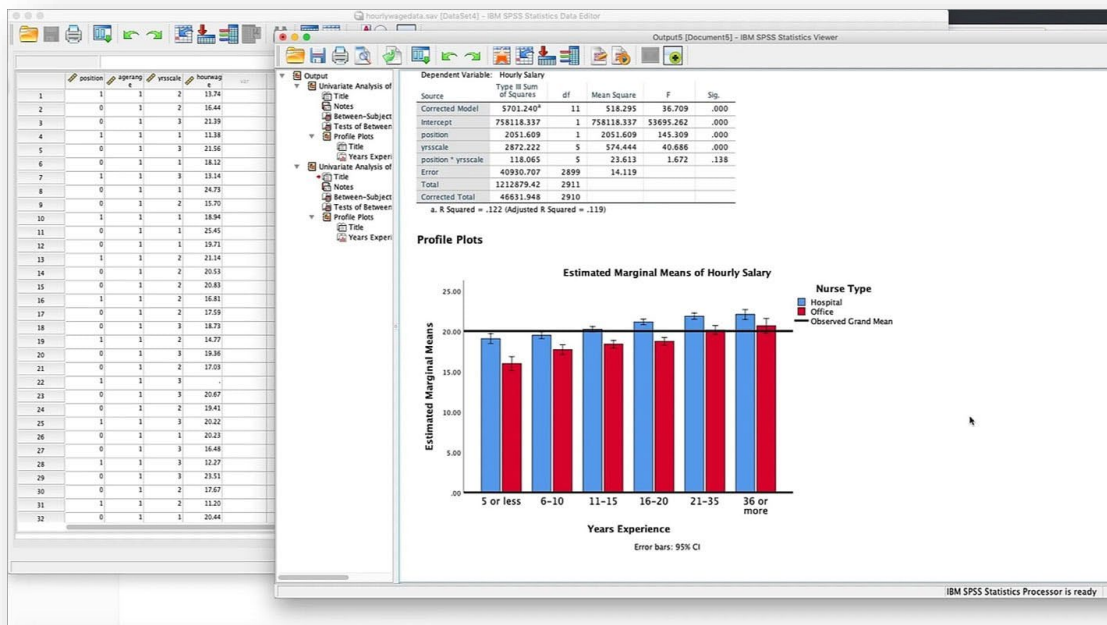 hourlywagedata.sav [DataSet4] - IBM SPSS Statistics Data Editor
Output5 [Document5] - IBM SPSS Statistics Viewer
position agerange yrsscale hourwage var
1 1 1 2 13.74
2 0 1 2 16.44
3 0 1 3 21.39
4 1 1 1 11.38
5 0 1 3 21.56
6 0 1 1 18.12
7 1 1 3 13.14
8 0 1 1 24.73
9 0 1 2 15.70
10 1 1 1 18.94
11 0 1 1 25.45
12 0 1 1 19.71
13 1 1 2 21.14
14 0 1 2 20.53
15 0 1 2 20.83
16 1 1 2 16.81
17 0 1 2 17.59
18 0 1 3 18.73
19 1 1 2 14.77
20 0 1 3 19.36
21 0 1 2 17.03
22 1 1 3 .
23 0 1 3 20.67
24 0 1 2 19.41
25 1 1 3 20.22
26 0 1 1 20.23
27 0 1 3 16.48
28 1 1 3 12.27
29 0 1 3 23.51
30 0 1 2 17.67
31 1 1 2 11.20
32 0 1 1 20.44
Output
Univariate Analysis of
Title
Notes
Between-Subject
Tests of Between
Profile Plots
Title
Years Experi
Univariate Analysis of
Title
Notes
Between-Subject
Tests of Between
Profile Plots
Title
Years Experi
Dependent Variable: Hourly Salary
Source Type III Sum of Squares df Mean Square F Sig.
Corrected Model 5701.240a 11 518.295 36.709 .000
Intercept 758118.337 1 758118.337 53695.262 .000
position 2051.609 1 2051.609 145.309 .000
yrsscale 2872.222 5 574.444 40.686 .000
position * yrsscale 118.065 5 23.613 1.672 .138
Error 40930.707 2899 14.119
Total 1212879.42 2911
Corrected Total 46631.948 2910
a. R Squared = .122 (Adjusted R Squared = .119)
Profile Plots
Estimated Marginal Means of Hourly Salary
Estimated Marginal Means
25.00
20.00
15.00
10.00
5.00
.00
5 or less 6-10 11-15 16-20 21-35 36 or more
Years Experience
Error bars: 95% CI
Nurse Type
Hospital
Office
Observed Grand Mean
IBM SPSS Statistics Processor is ready